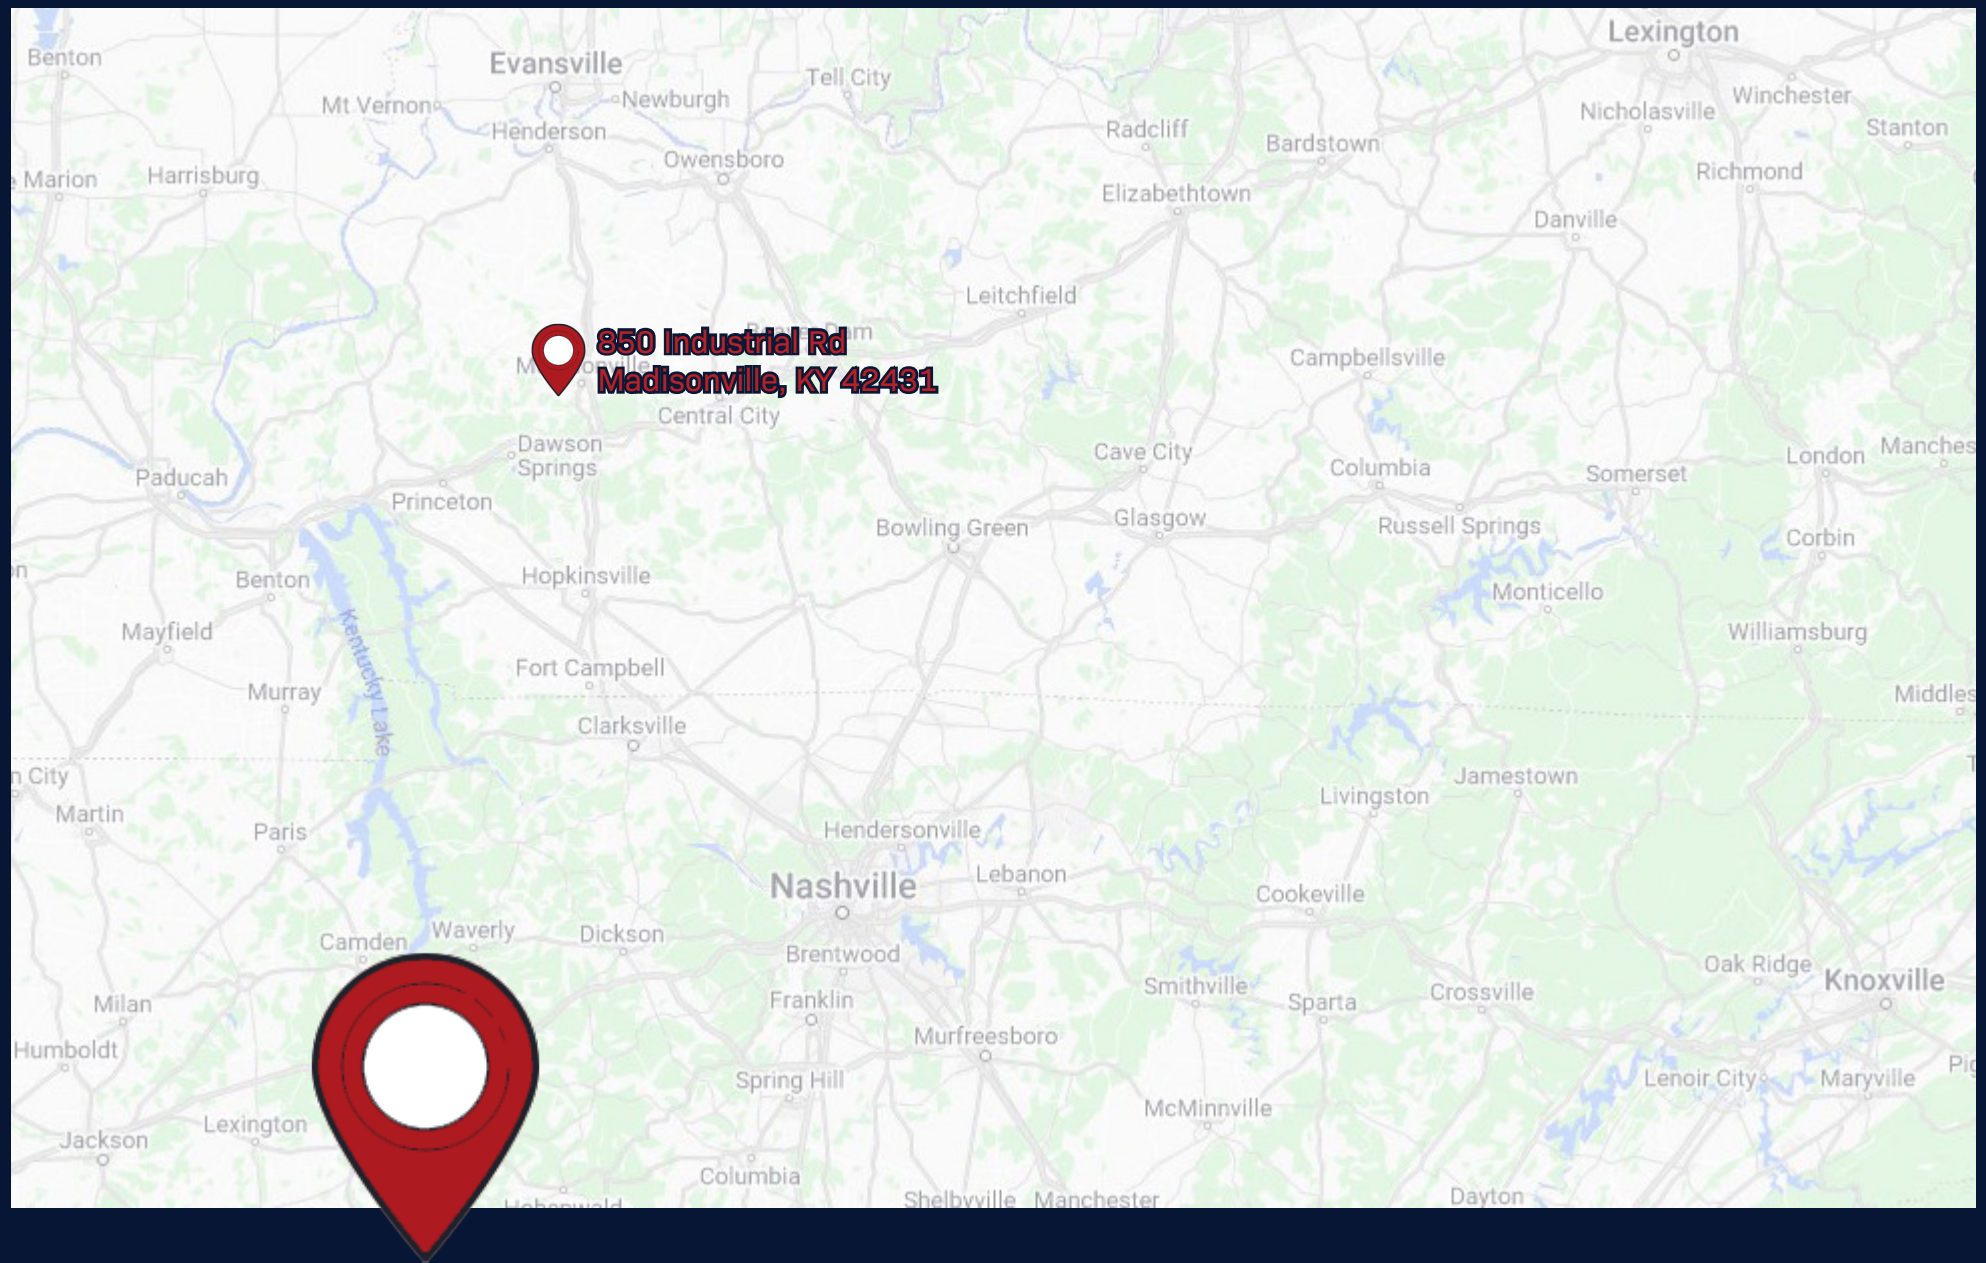 Lexington
Benton
Evansville
Tell City
Mt Vernon
Newburgh
Winchester
Nicholasville
Henderson
Radcliff
Bardstown
Stanton
Owensboro
Marion
Harrisburg
Richmond
Elizabethtown
Danville
Leitchfield
850 Industrial Rd
Madisonville, KY 42431
Campbellsville
Central City
Dawson
Springs
Cave City
London
Manches
Paducah
Columbia
Somerset
Princeton
Bowling Green
Glasgow
Russell Springs
Corbin
Benton
Hopkinsville
Monticello
Mayfield
Kentucky Lake
Williamsburg
Fort Campbell
Murray
Middles
Clarksville
n City
Jamestown
Livingston
Martin
Paris
Hendersonville
Nashville
Lebanon
Cookeville
Camden
Waverly
Dickson
Brentwood
Oak Ridge
Knoxville
Milan
Franklin
Smithville
Sparta
Crossville
Humboldt
Murfreesboro
Spring Hill
Lenoir City
Maryville
Pig
McMinnville
Lexington
Jackson
Columbia
Shelbyville
Manchester
Dayton